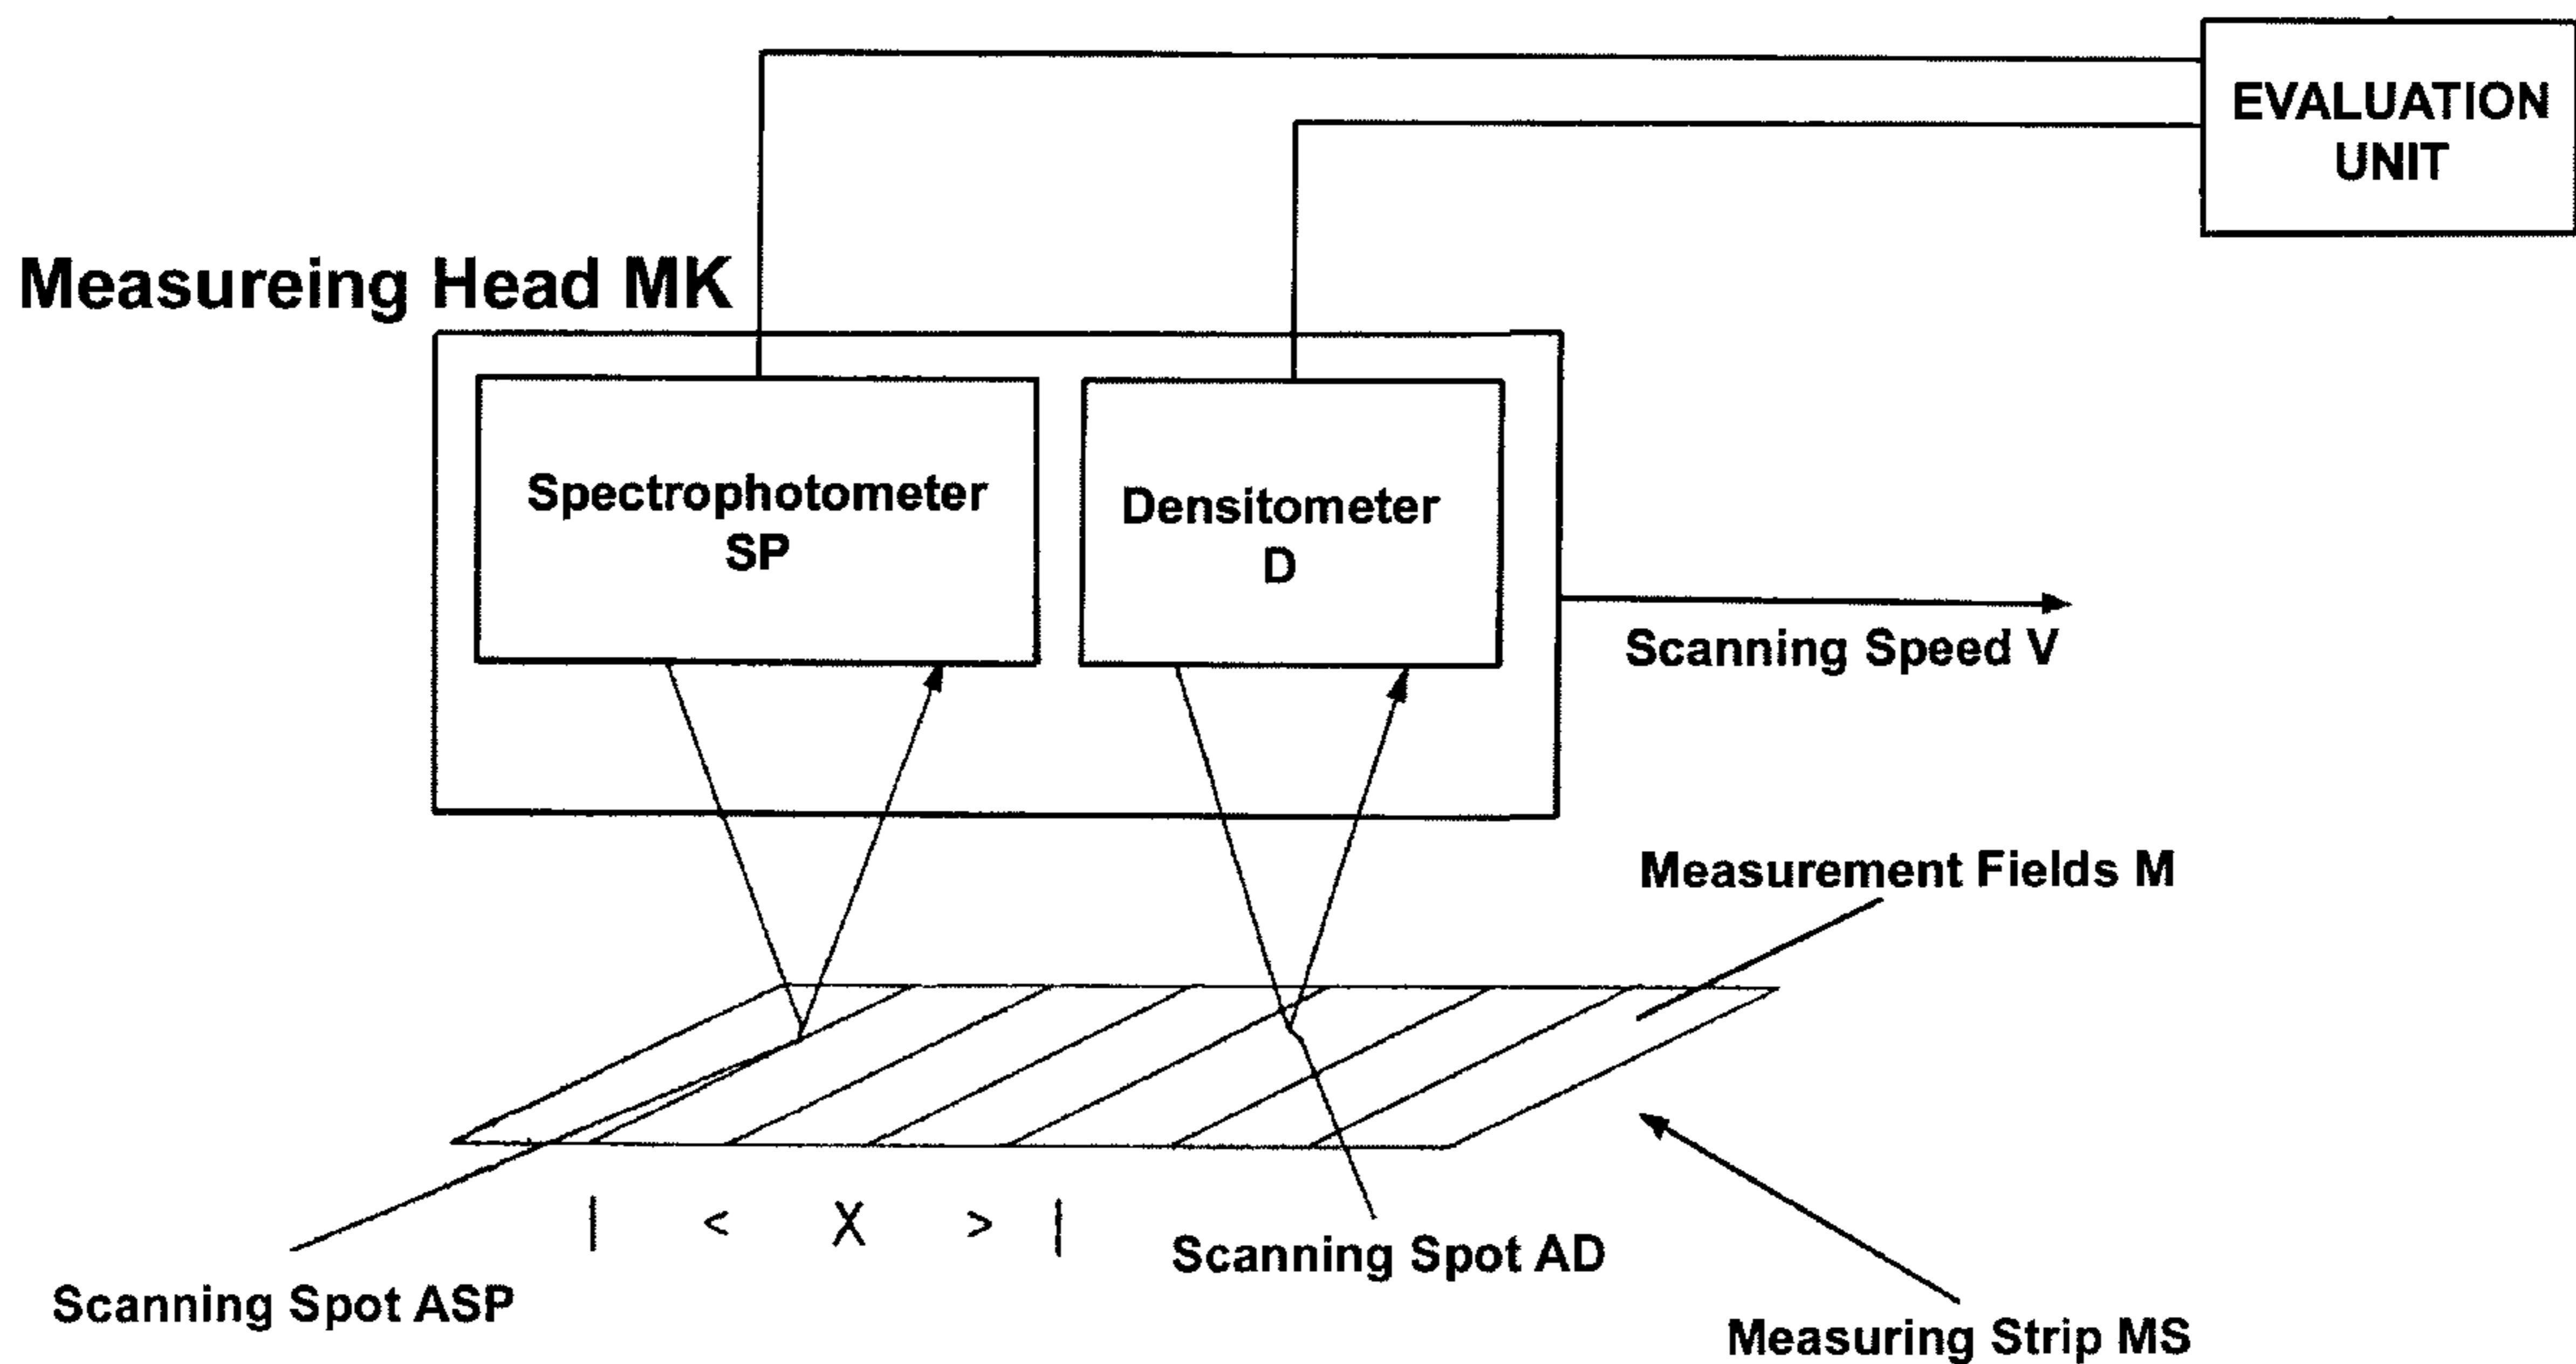 EVALUATION
UNIT
Measureing Head MK
Spectrophotometer
SP
Densitometer
D
Scanning Speed V
Measurement Fields M
| < X > |
Scanning Spot AD
Scanning Spot ASP
Measuring Strip MS